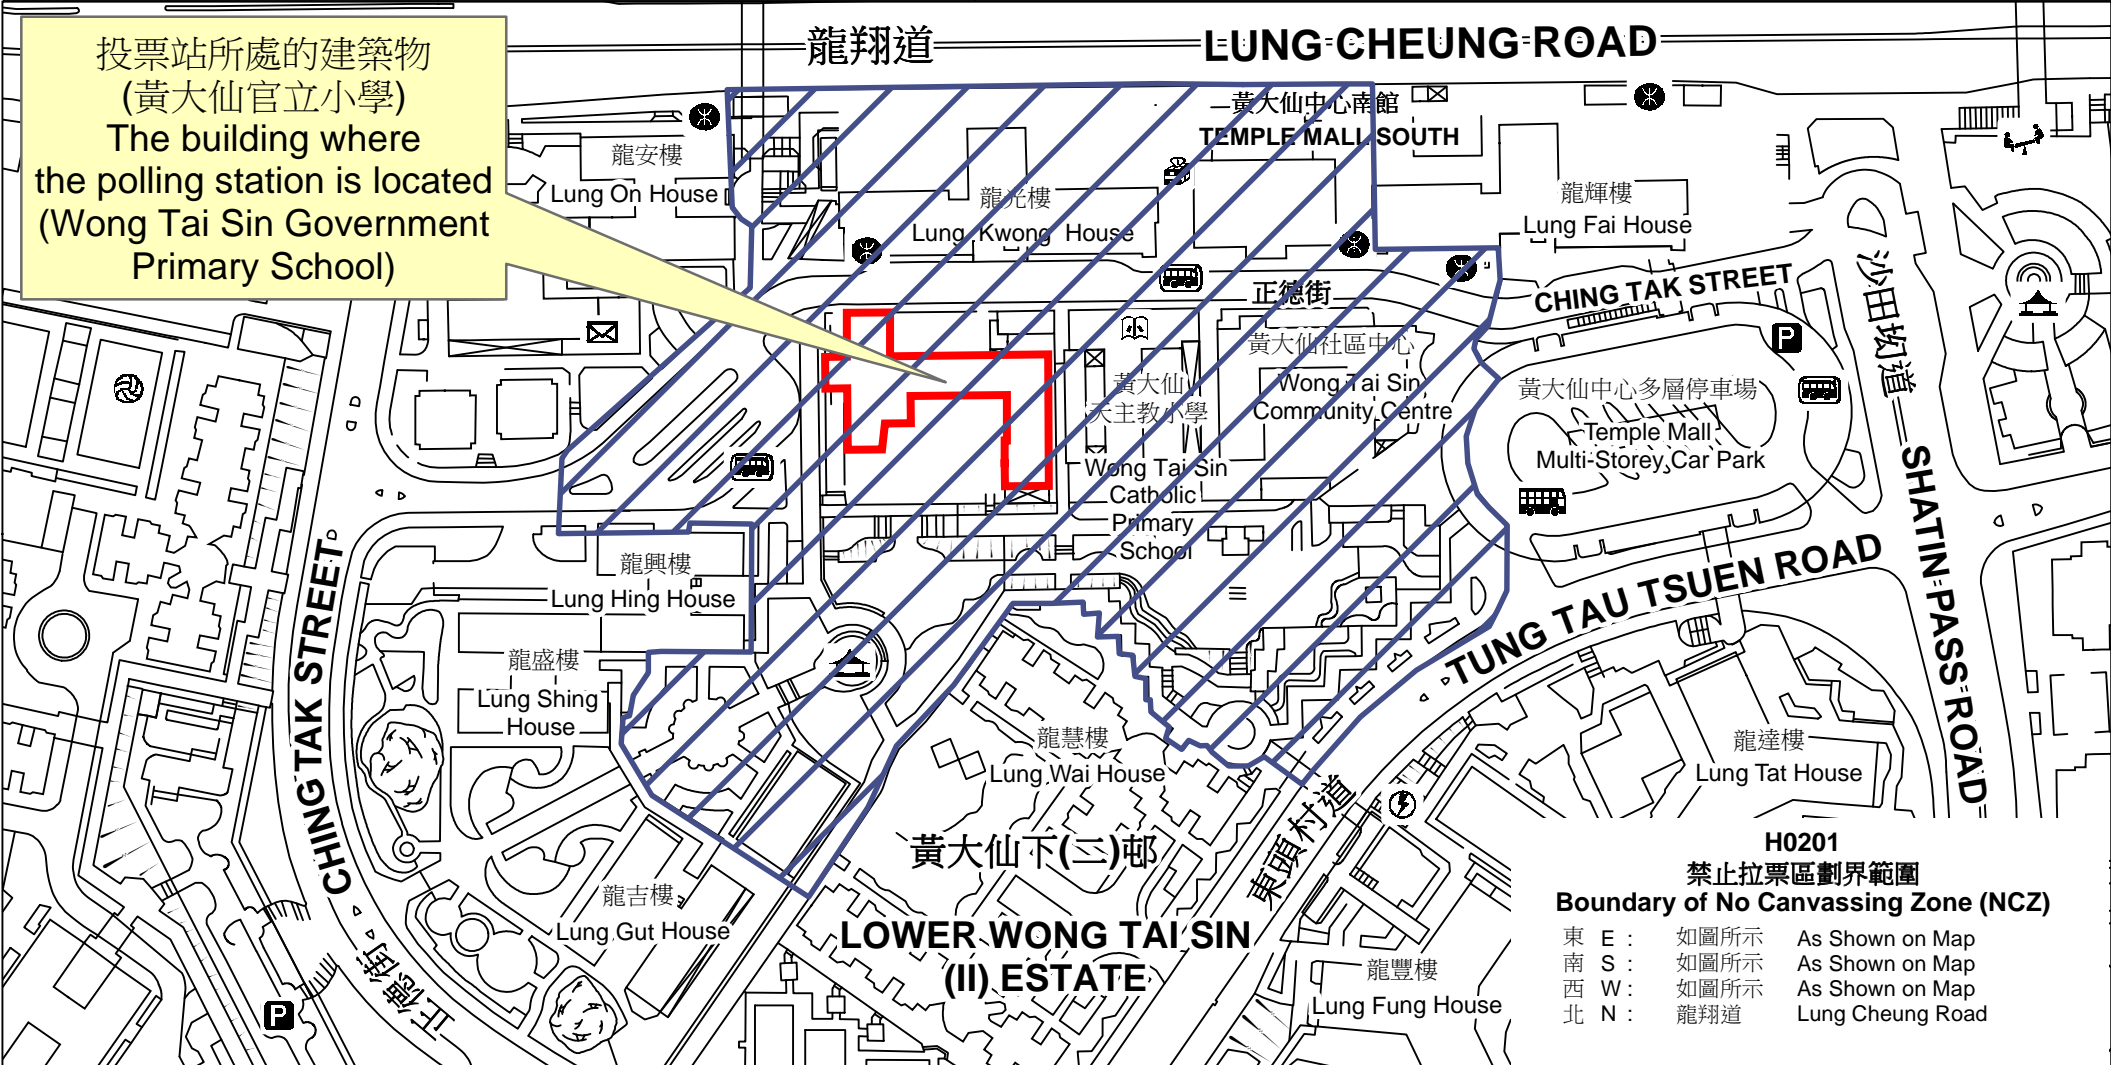 投票站所處的建築物
(黃大仙官立小學)
The building where
the polling station is located
(Wong Tai Sin Government
Primary School)
龍翔道
LUNG CHEUNG ROAD
黃大仙中心南館
TEMPLE MALL SOUTH
龍安樓
Lung On House
龍光樓
Lung Kwong House
龍輝樓
Lung Fai House
正德街
CHING TAK STREET
沙田坳道
SHATIN PASS ROAD
黃大仙社區中心
Wong Tai Sin
Community Centre
黃大仙
天主教小學
Wong Tai Sin
Catholic
Primary
School
黃大仙中心多層停車場
Temple Mall
Multi-Storey Car Park
P
龍興樓
Lung Hing House
龍盛樓
Lung Shing
House
CHING TAK STREET
正德街
TUNG TAU TSUEN ROAD
東頭村道
龍慧樓
Lung Wai House
龍達樓
Lung Tat House
黃大仙下(二)邨
LOWER WONG TAI SIN
(II) ESTATE
龍吉樓
Lung Gut House
龍豐樓
Lung Fung House
P
H0201
禁止拉票區劃界範圍
Boundary of No Canvassing Zone (NCZ)
東 E : 如圖所示 As Shown on Map
南 S : 如圖所示 As Shown on Map
西 W : 如圖所示 As Shown on Map
北 N : 龍翔道 Lung Cheung Road